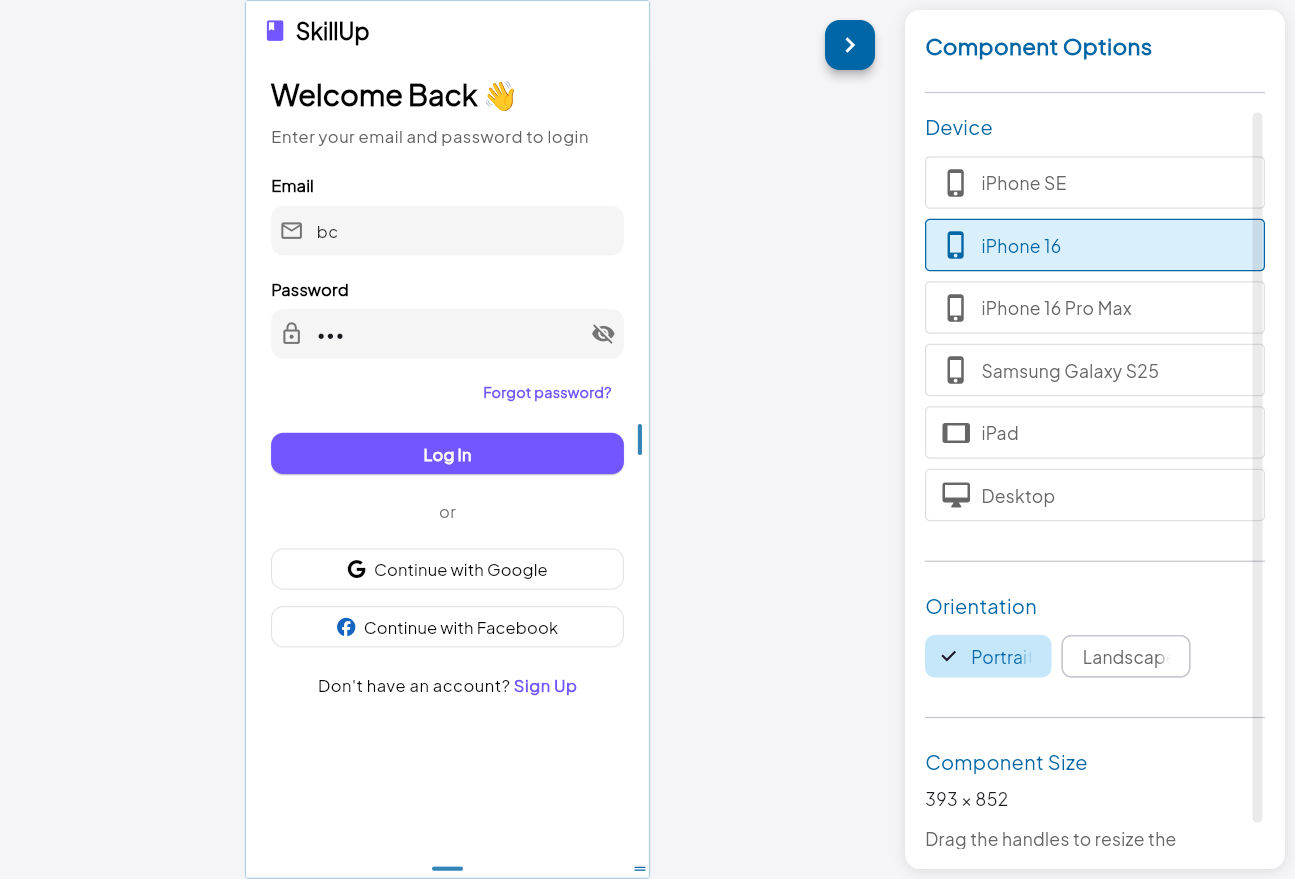 SkillUp
Welcome Back 👋
Enter your email and password to login
Email
bc
Password
•••
Forgot password?
Log In
or
Continue with Google
Continue with Facebook
Don't have an account? Sign Up
Component Options
Device
iPhone SE
iPhone 16
iPhone 16 Pro Max
Samsung Galaxy S25
iPad
Desktop
Orientation
Portrait
Landscap
Component Size
393 × 852
Drag the handles to resize the